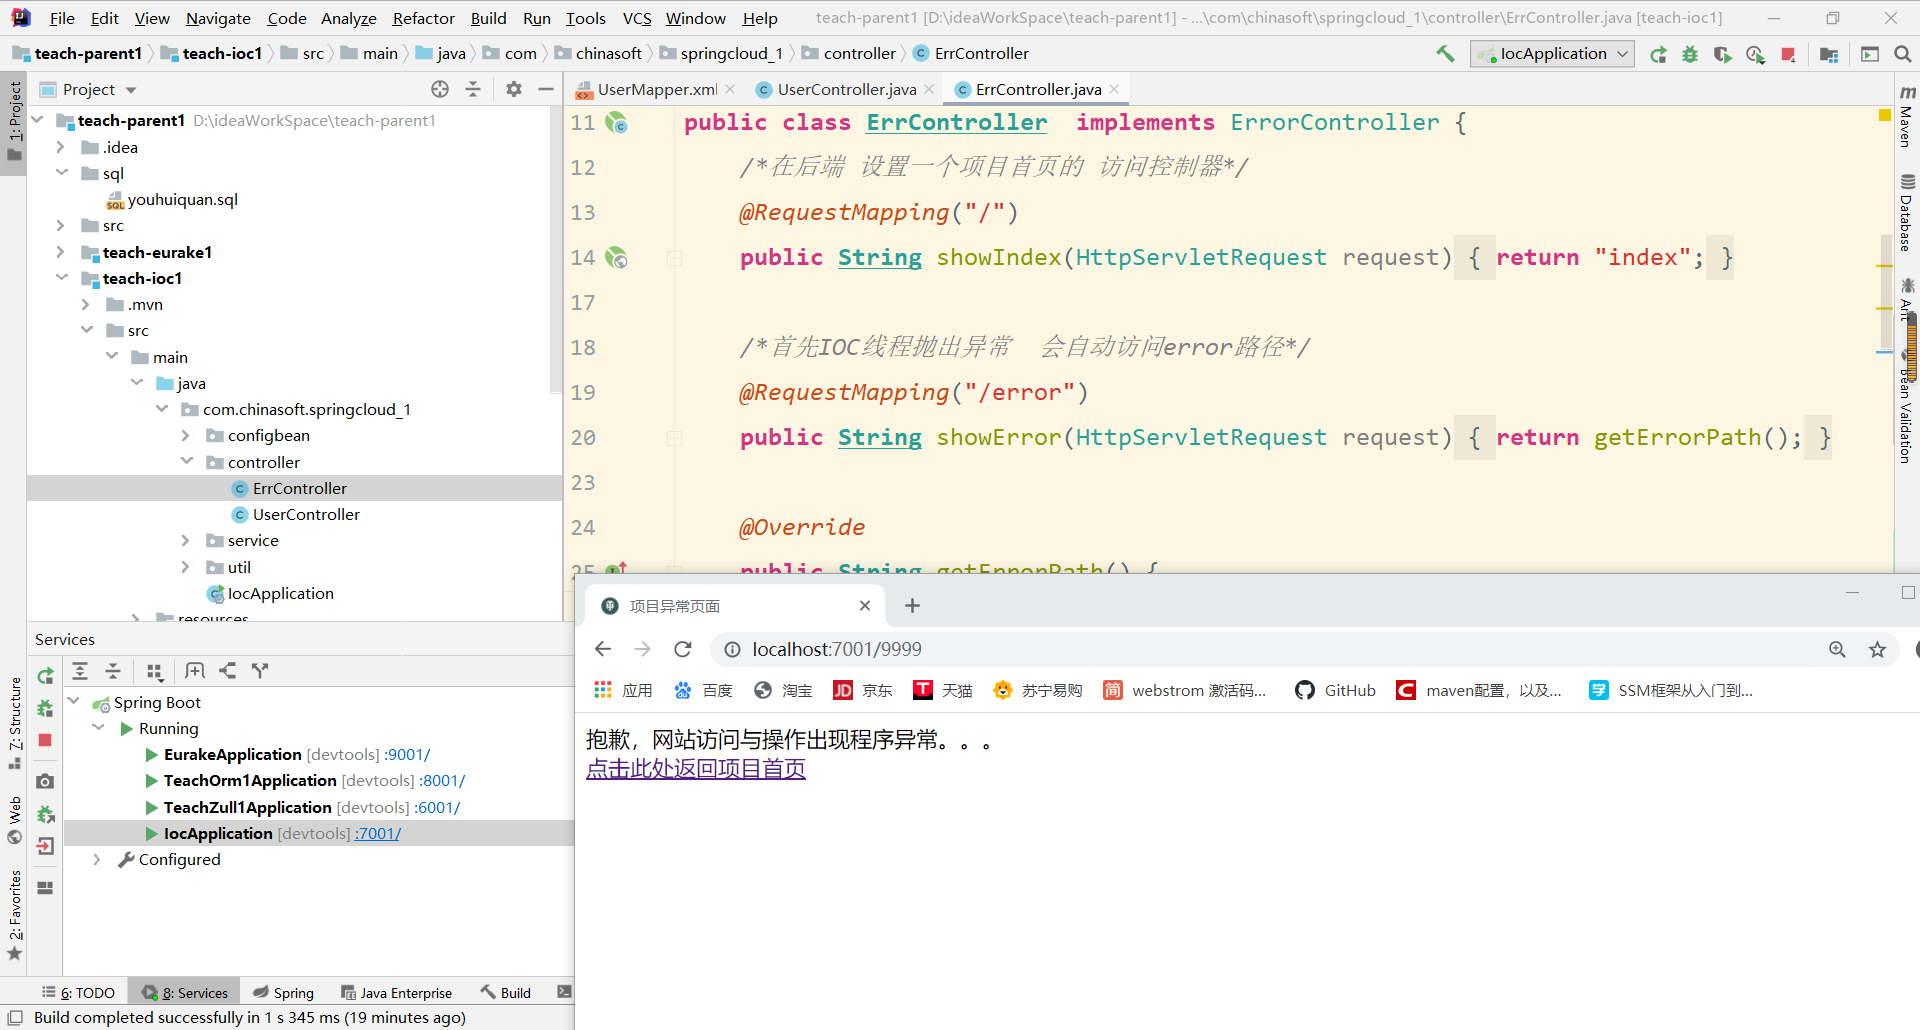 File Edit View Navigate Code Analyze Refactor Build Run Tools VCS Window Help teach-parent1 [D:\ideaWorkSpace\teach-parent1] - ...\com\chinasoft\springcloud_1\controller\ErrController.java [teach-ioc1]
teach-parent1 teach-ioc1 src main java com chinasoft springcloud_1 controller ErrController IocApplication
1: Project
Project
UserMapper.xml UserController.java ErrController.java
teach-parent1 D:\ideaWorkSpace\teach-parent1
.idea
sql
youhuiquan.sql
src
teach-eurake1
teach-ioc1
.mvn
src
main
java
com.chinasoft.springcloud_1
configbean
controller
ErrController
UserController
service
util
IocApplication
resources
11 public class ErrController  implements ErrorController {
12 /*在后端 设置一个项目首页的 访问控制器*/
13 @RequestMapping("/")
14 public String showIndex(HttpServletRequest request) { return "index"; }
17
18 /*首先IOC线程抛出异常  会自动访问error路径*/
19 @RequestMapping("/error")
20 public String showError(HttpServletRequest request) { return getErrorPath(); }
23
24 @Override
25 public String getErrorPath() {
Maven
Database
Ant
Bean Validation
Services
Spring Boot
Running
EurakeApplication [devtools] :9001/
TeachOrm1Application [devtools] :8001/
TeachZull1Application [devtools] :6001/
IocApplication [devtools] :7001/
Configured
7: Structure
Web
2: Favorites
项目异常页面
localhost:7001/9999
应用 百度 淘宝 JD 京东 T 天猫 苏宁易购 简 webstrom 激活码... GitHub C maven配置，以及... 学 SSM框架从入门到...
抱歉，网站访问与操作出现程序异常。。。
点击此处返回项目首页
6: TODO 8: Services Spring Java Enterprise Build
Build completed successfully in 1 s 345 ms (19 minutes ago)